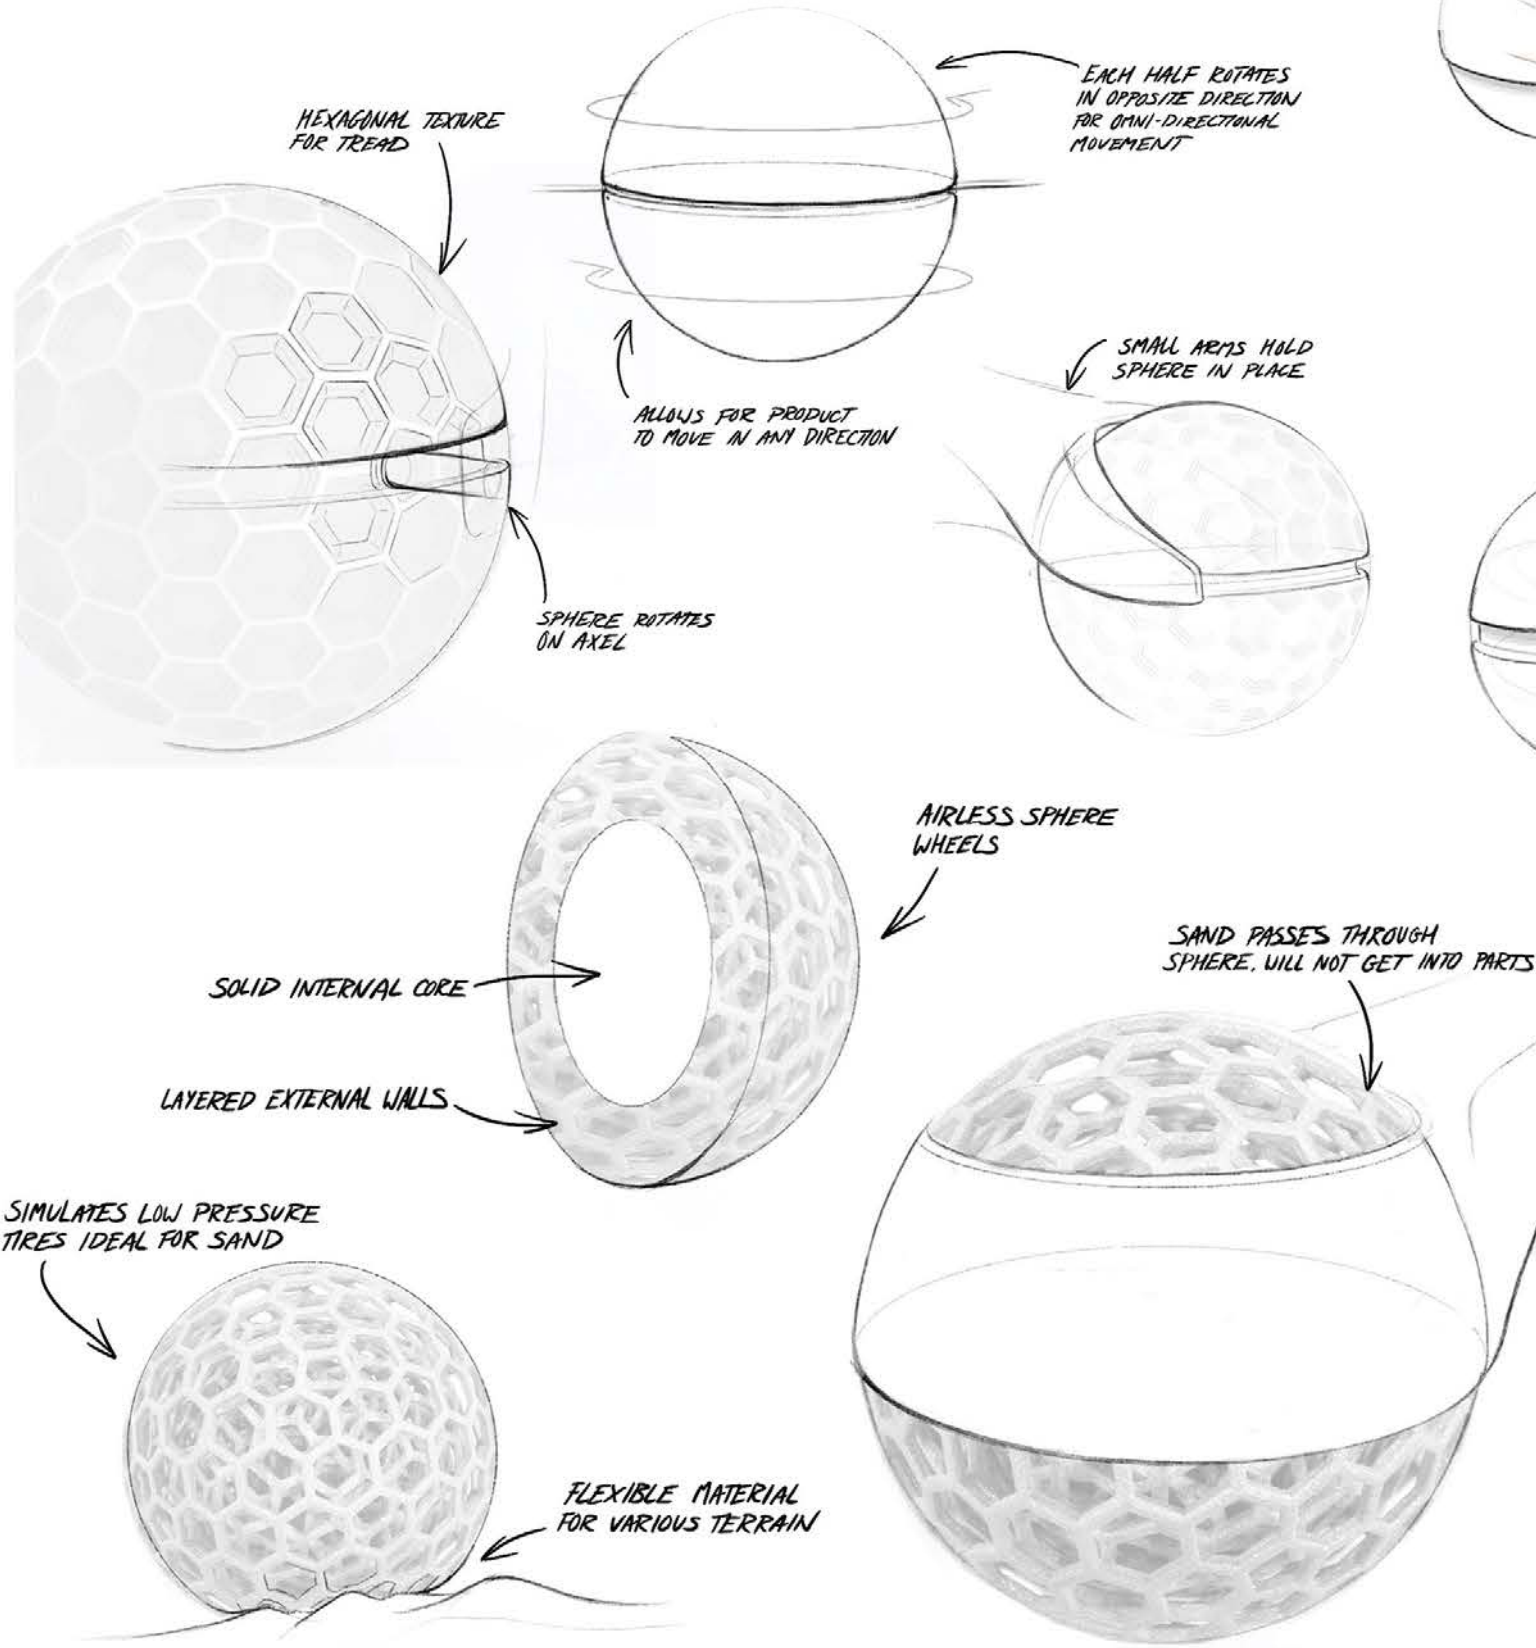 EACH HALF ROTATES
IN OPPOSITE DIRECTION
FOR OMNI-DIRECTIONAL
MOVEMENT
HEXAGONAL TEXTURE
FOR TREAD
SMALL ARMS HOLD
SPHERE IN PLACE
ALLOWS FOR PRODUCT
TO MOVE IN ANY DIRECTION
SPHERE ROTATES
ON AXEL
AIRLESS SPHERE
WHEELS
SAND PASSES THROUGH
SPHERE, WILL NOT GET INTO PARTS
SOLID INTERNAL CORE
LAYERED EXTERNAL WALLS
SIMULATES LOW PRESSURE
TIRES IDEAL FOR SAND
FLEXIBLE MATERIAL
FOR VARIOUS TERRAIN